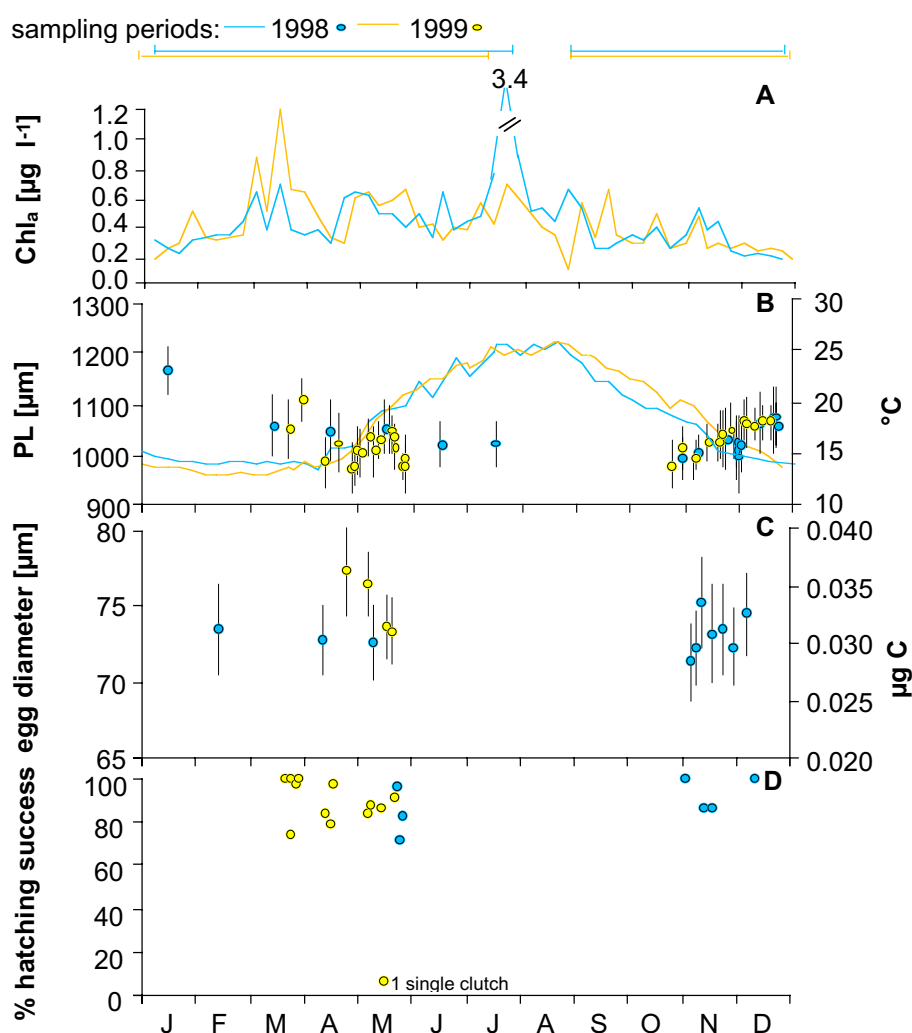 sampling periods: 1998 1999
3.4
A
Chla [µg l-1]
1.2
1.0
0.8
0.6
0.4
0.2
0.0
B
PL [µm]
1300
1200
1100
1000
900
30
25
20
15
10
°C
C
egg diameter [µm]
80
75
70
65
0.040
0.035
0.030
0.025
0.020
µg C
D
% hatching success
100
80
60
40
20
0
1 single clutch
J F M A M J J A S O N D